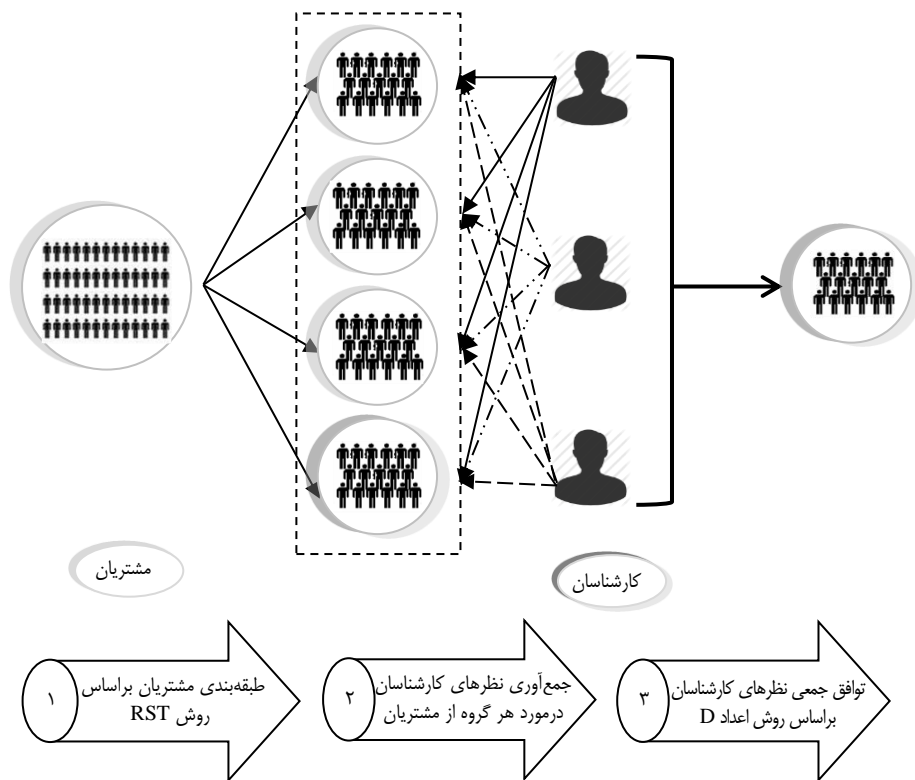 مشتریان
کارشناسان
۱
طبقه‌بندی مشتریان براساس
روش RST
۲
جمع‌آوری نظرهای کارشناسان
درمورد هر گروه از مشتریان
۳
توافق جمعی نظرهای کارشناسان
براساس روش اعداد D